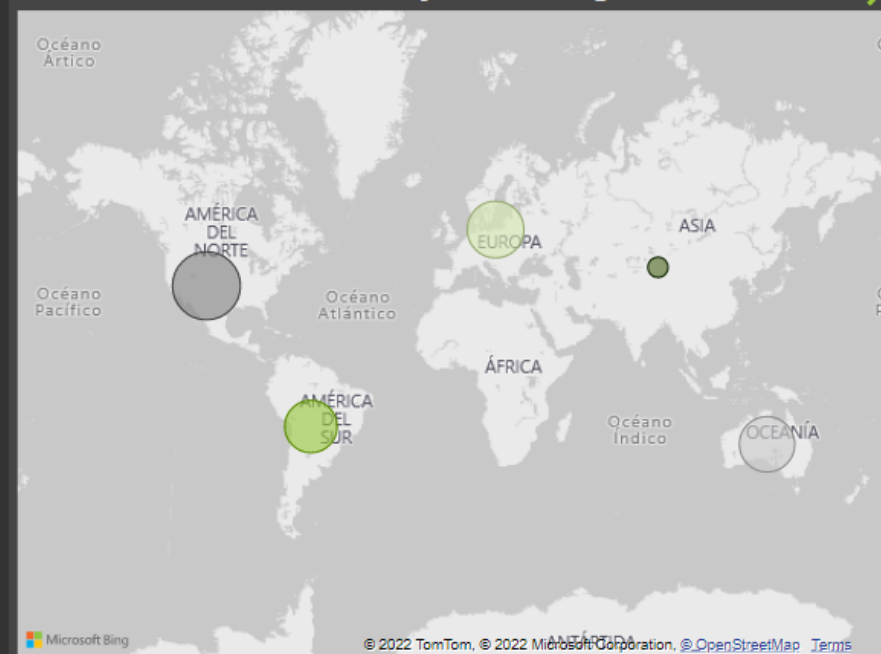 Océano
Ártico
AMÉRICA
DEL
NORTE
EUROPA
ASIA
Océano
Pacífico
Océano
Atlántico
ÁFRICA
AMÉRICA
DEL
SUR
Océano
Índico
OCEANÍA
ANTÁRTIDA
Microsoft Bing
© 2022 TomTom, © 2022 Microsoft Corporation, © OpenStreetMap Terms